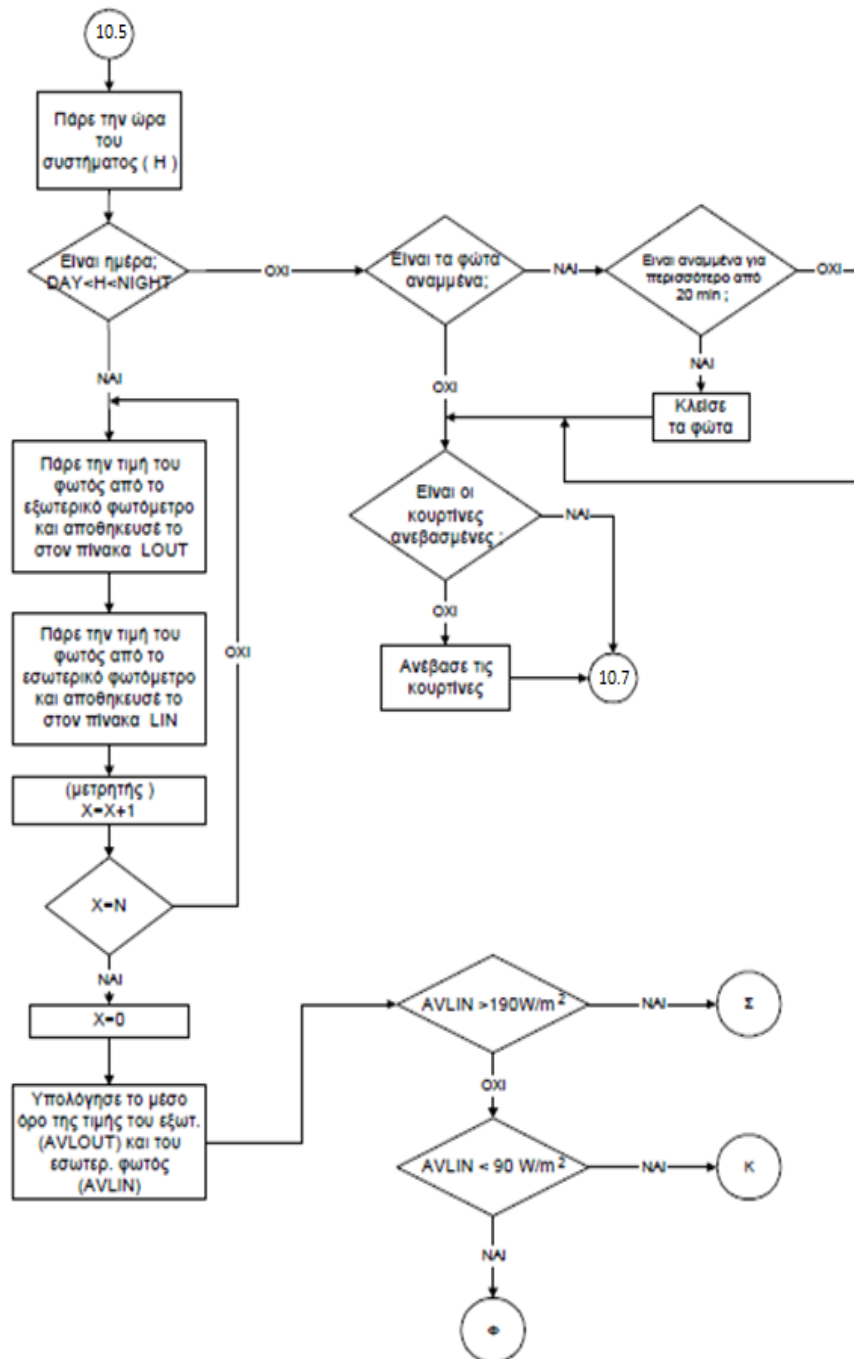 10.5
Πάρε την ώρα
του
συστήματος ( Η )
Είναι ημέρα;
DAY<H<NIGHT
ΟΧΙ
Είναι τα φώτα
αναμμένα;
ΝΑΙ
Ειναι αναμμένα για
περισσότερο από
20 min ;
ΟΧΙ
ΝΑΙ
ΟΧΙ
ΝΑΙ
Κλείσε
τα φώτα
Πάρε την τιμή του
φωτός από το
εξωτερικό φωτόμετρο
και αποθηκευσέ το
στον πίνακα LOUT
Είναι οι
κουρτίνες
ανεβασμένες ;
ΝΑΙ
ΟΧΙ
Πάρε την τιμή του
φωτός από το
εσωτερικό φωτόμετρο
και αποθηκευσέ το
στον πίνακα LIN
ΟΧΙ
Ανέβασε τις
κουρτίνες
10.7
(μετρητής )
X=X+1
X=N
ΝΑΙ
X=0
AVLIN >190W/m²
ΝΑΙ
Σ
ΟΧΙ
Υπολόγησε το μέσο
όρο της τιμής του εξωτ.
(AVLOUT) και του
εσωτερ. φωτός
(AVLIN)
AVLIN < 90 W/m²
ΝΑΙ
Κ
ΝΑΙ
Φ